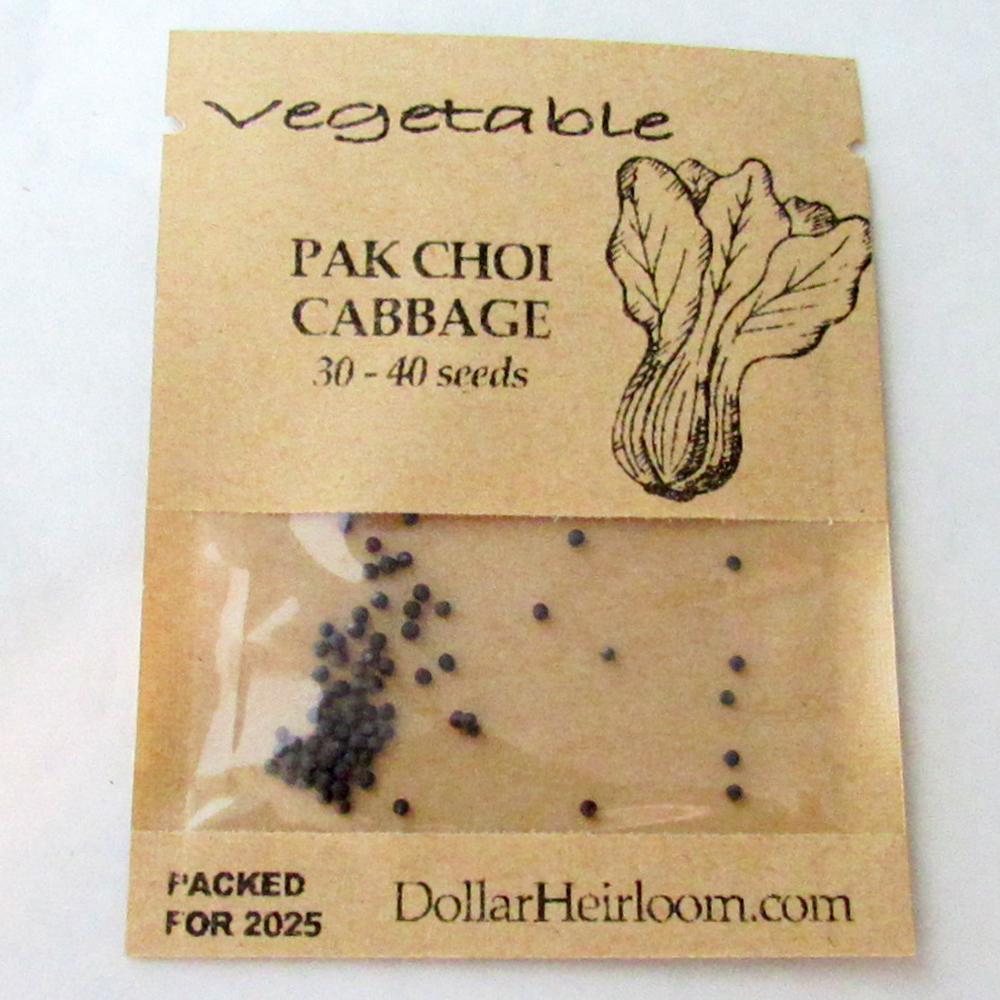 Vegetable
PAK CHOI
CABBAGE
30 - 40 seeds
PACKED
FOR 2025
DollarHeirloom.com